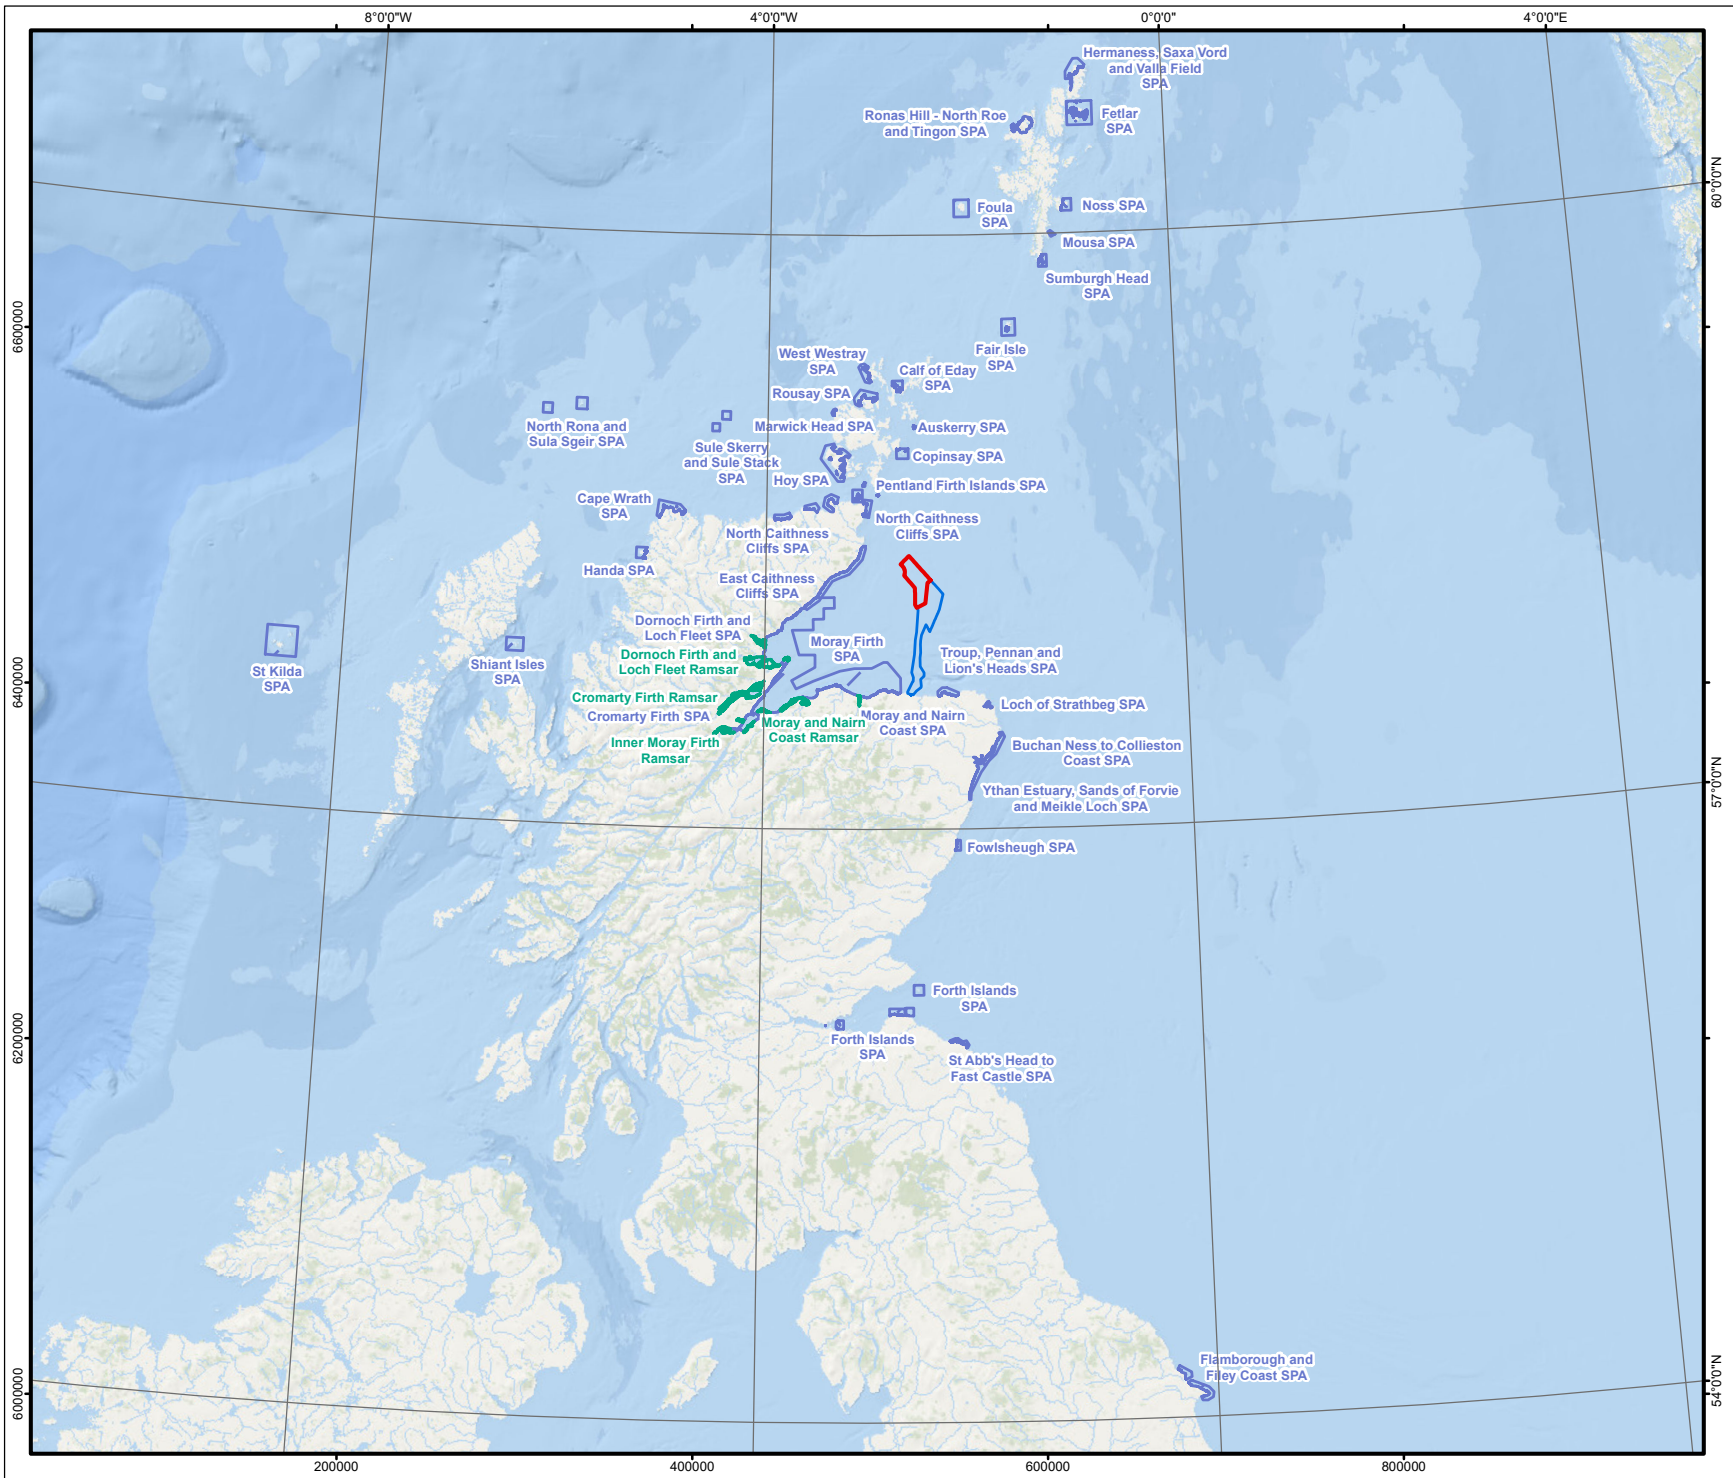 8°0'0"W
4°0'0"W
0°0'0"
4°0'0"E
Hermaness, Saxa Vord
and Valla Field
SPA
Ronas Hill - North Roe
and Tingon SPA
Fetlar
SPA
60°0'0"N
Foula
SPA
Noss SPA
Mousa SPA
Sumburgh Head
SPA
6600000
Fair Isle
SPA
West Westray
SPA
Calf of Eday
SPA
Rousay SPA
North Rona and
Sula Sgeir SPA
Marwick Head SPA
Auskerry SPA
Sule Skerry
and Sule Stack
SPA
Copinsay SPA
Hoy SPA
Pentland Firth Islands SPA
Cape Wrath
SPA
North Caithness
Cliffs SPA
North Caithness
Cliffs SPA
Handa SPA
East Caithness
Cliffs SPA
Dornoch Firth and
Loch Fleet SPA
Moray Firth
SPA
St Kilda
SPA
Shiant Isles
SPA
Dornoch Firth and
Loch Fleet Ramsar
Troup, Pennan and
Lion's Heads SPA
6400000
Cromarty Firth Ramsar
Cromarty Firth SPA
Loch of Strathbeg SPA
Moray and Nairn
Coast Ramsar
Moray and Nairn
Coast SPA
Inner Moray Firth
Ramsar
Buchan Ness to Collieston
Coast SPA
57°0'0"N
Ythan Estuary, Sands of Forvie
and Meikle Loch SPA
Fowlsheugh SPA
Forth Islands
SPA
6200000
Forth Islands
SPA
St Abb's Head to
Fast Castle SPA
Flamborough and
Filey Coast SPA
6000000
54°0'0"N
200000
400000
600000
800000